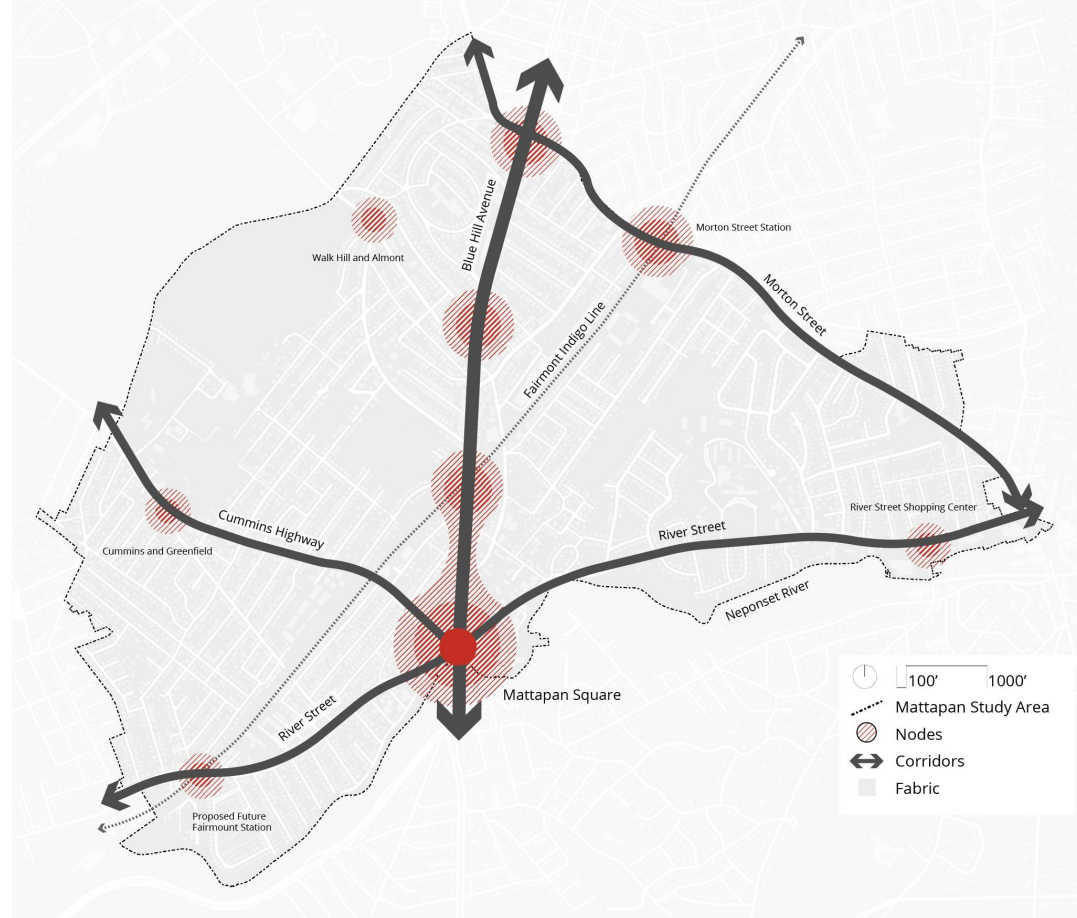 Blue Hill Avenue
Morton Street Station
Walk Hill and Almont
Morton Street
Fairmont Indigo Line
Cummins Highway
Cummins and Greenfield
River Street Shopping Center
River Street
Neponset River
Mattapan Square
River Street
Proposed Future
Fairmount Station
100' 1000'
Mattapan Study Area
Nodes
Corridors
Fabric